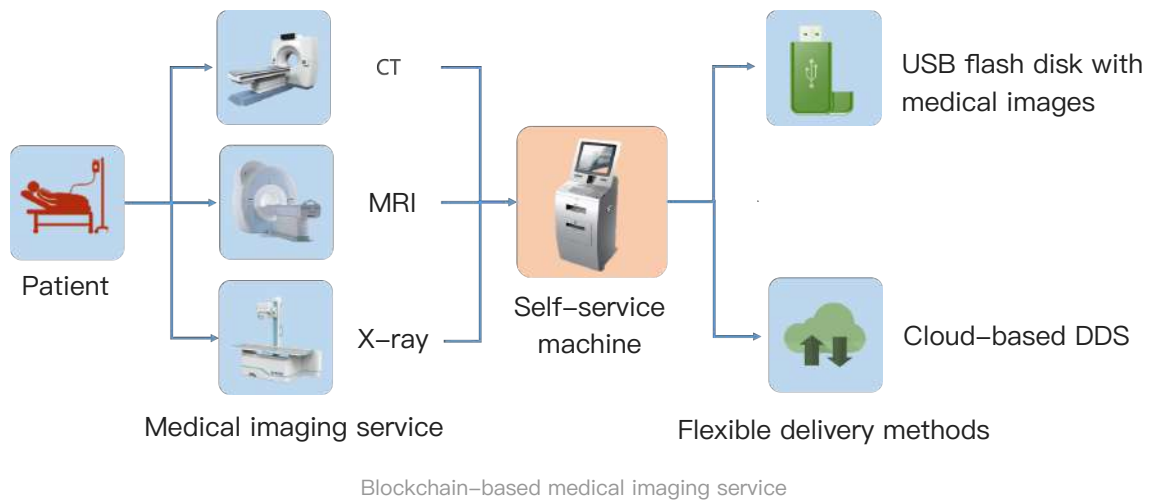 CT
USB flash disk with
medical images
MRI
Patient
Self-service
machine
X-ray
Cloud-based DDS
Medical imaging service
Flexible delivery methods
Blockchain-based medical imaging service